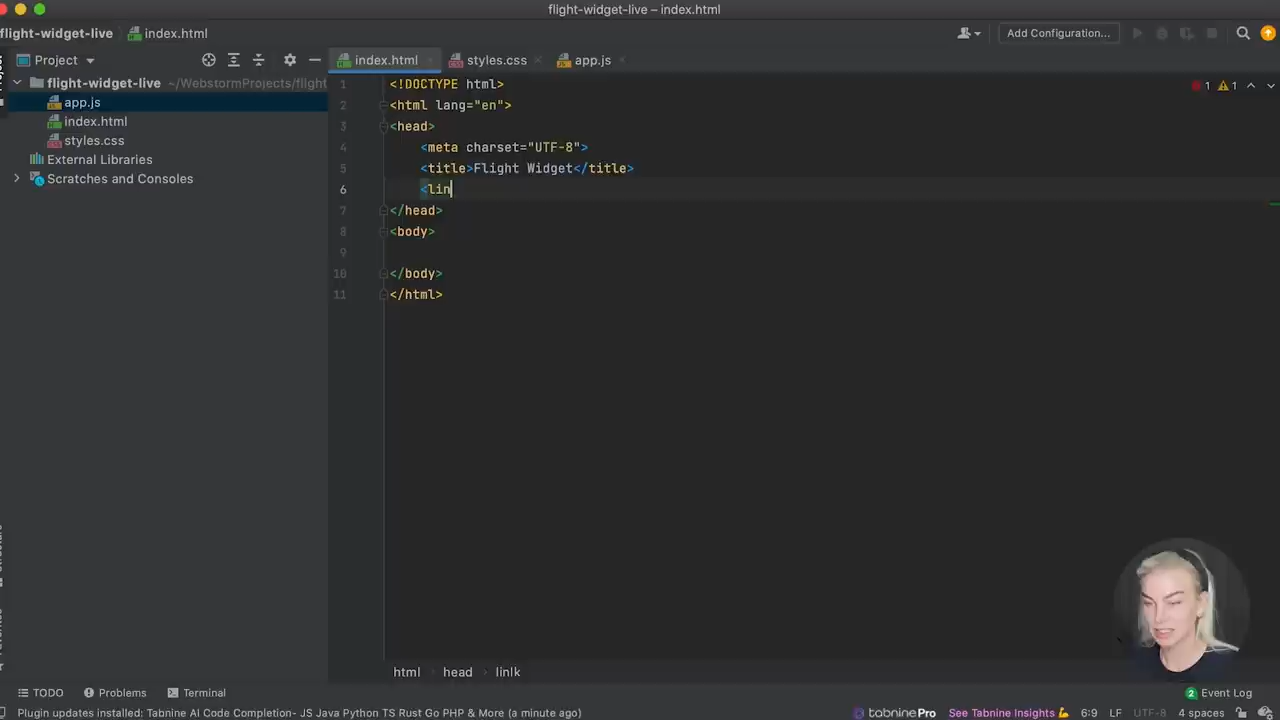 flight-widget-live – index.html
flight-widget-live index.html
Add Configuration...
Project
index.html styles.css app.js
flight-widget-live ~/WebstormProjects/flight
app.js
index.html
styles.css
External Libraries
Scratches and Consoles
1 <!DOCTYPE html>
2 <html lang="en">
3 <head>
4 <meta charset="UTF-8">
5 <title>Flight Widget</title>
6 <lin
7 </head>
8 <body>
9
10 </body>
11 </html>
1 1
html head linlk
TODO Problems Terminal
2 Event Log
Plugin updates installed: Tabnine AI Code Completion- JS Java Python TS Rust Go PHP & More (a minute ago)
tabninePro See Tabnine Insights 6:9 LF UTF-8 4 spaces